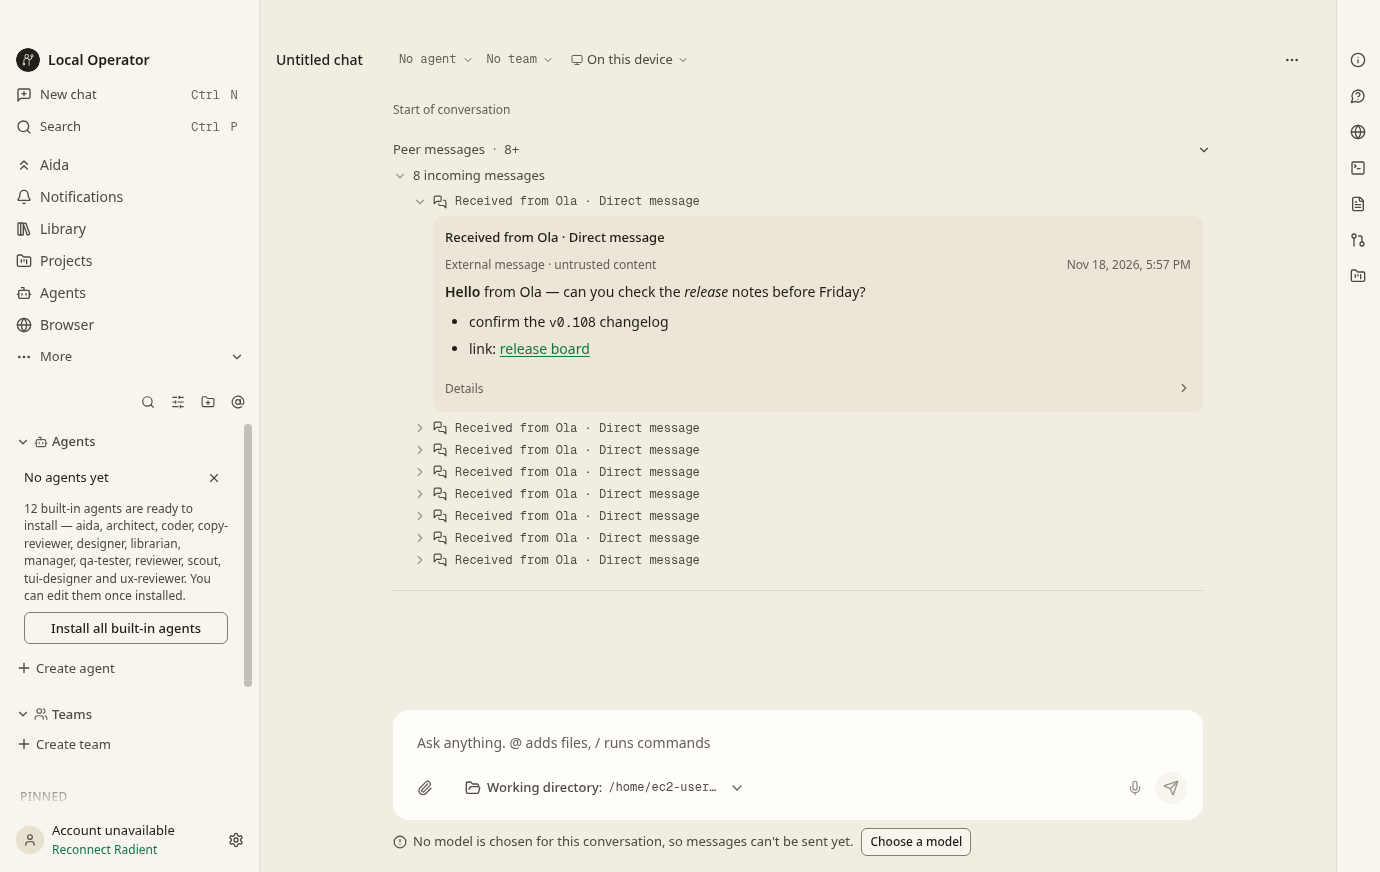 Local Operator
New chat Ctrl N
Search Ctrl P
Aida
Notifications
Library
Projects
Agents
Browser
More
Agents
No agents yet
12 built-in agents are ready to
install — aida, architect, coder, copy-
reviewer, designer, librarian,
manager, qa-tester, reviewer, scout,
tui-designer and ux-reviewer. You
can edit them once installed.
Install all built-in agents
Create agent
Teams
Create team
PINNED
Account unavailable
Reconnect Radient
Untitled chat No agent No team On this device
Start of conversation
Peer messages · 8+
8 incoming messages
Received from Ola · Direct message
Received from Ola · Direct message
External message · untrusted content Nov 18, 2026, 5:57 PM
Hello from Ola — can you check the release notes before Friday?
• confirm the v0.108 changelog
• link: release board
Details
Received from Ola · Direct message
Received from Ola · Direct message
Received from Ola · Direct message
Received from Ola · Direct message
Received from Ola · Direct message
Received from Ola · Direct message
Received from Ola · Direct message
Ask anything. @ adds files, / runs commands
Working directory: /home/ec2-user…
No model is chosen for this conversation, so messages can't be sent yet. Choose a model